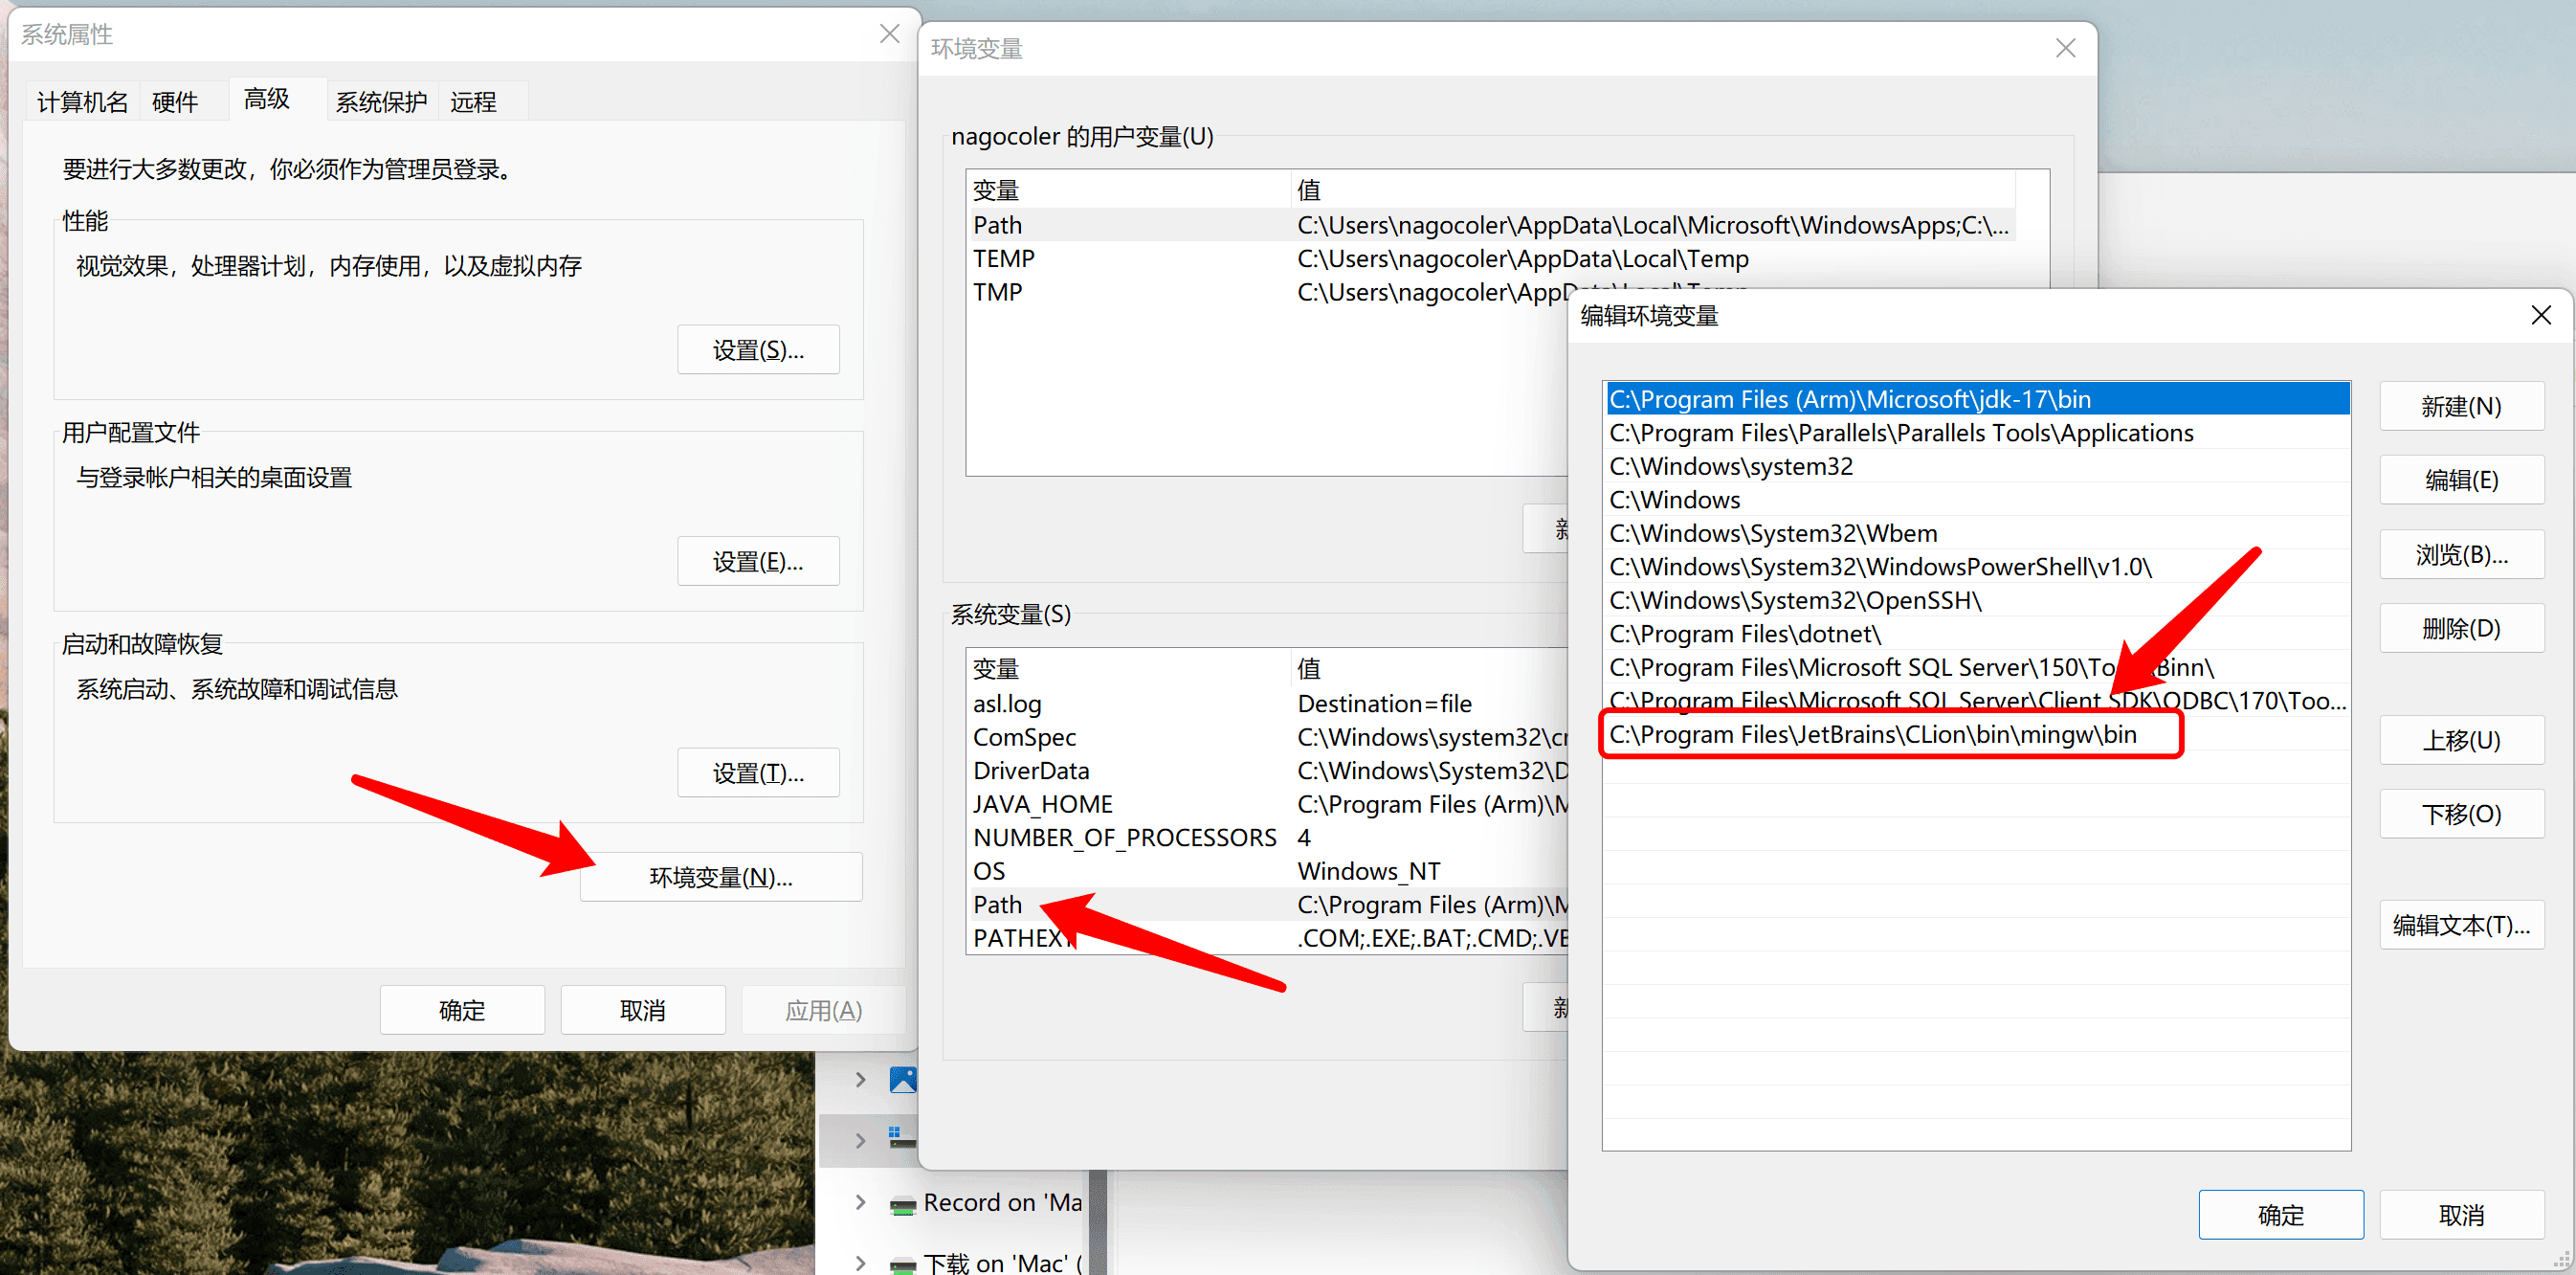 系统属性
计算机名
硬件
高级
系统保护
远程
要进行大多数更改，你必须作为管理员登录。
性能
视觉效果，处理器计划，内存使用，以及虚拟内存
设置(S)...
用户配置文件
与登录帐户相关的桌面设置
设置(E)...
启动和故障恢复
系统启动、系统故障和调试信息
设置(T)...
环境变量(N)...
确定
取消
应用(A)
环境变量
nagocoler 的用户变量(U)
变量 值
Path C:\Users\nagocoler\AppData\Local\Microsoft\WindowsApps;C:\...
TEMP C:\Users\nagocoler\AppData\Local\Temp
TMP C:\Users\nagocoler\AppData\Local\Temp
新
系统变量(S)
变量 值
asl.log Destination=file
ComSpec C:\Windows\system32\c
DriverData C:\Windows\System32\D
JAVA_HOME C:\Program Files (Arm)\M
NUMBER_OF_PROCESSORS 4
OS Windows_NT
Path C:\Program Files (Arm)\M
PATHEXT .COM;.EXE;.BAT;.CMD;.VB
新
编辑环境变量
C:\Program Files (Arm)\Microsoft\jdk-17\bin
C:\Program Files\Parallels\Parallels Tools\Applications
C:\Windows\system32
C:\Windows
C:\Windows\System32\Wbem
C:\Windows\System32\WindowsPowerShell\v1.0\
C:\Windows\System32\OpenSSH\
C:\Program Files\dotnet\
C:\Program Files\Microsoft SQL Server\150\Tools\Binn\
C:\Program Files\Microsoft SQL Server\Client SDK\ODBC\170\Too...
C:\Program Files\JetBrains\CLion\bin\mingw\bin
新建(N)
编辑(E)
浏览(B)...
删除(D)
上移(U)
下移(O)
编辑文本(T)...
确定
取消
Record on 'Ma
下载 on 'Mac' (